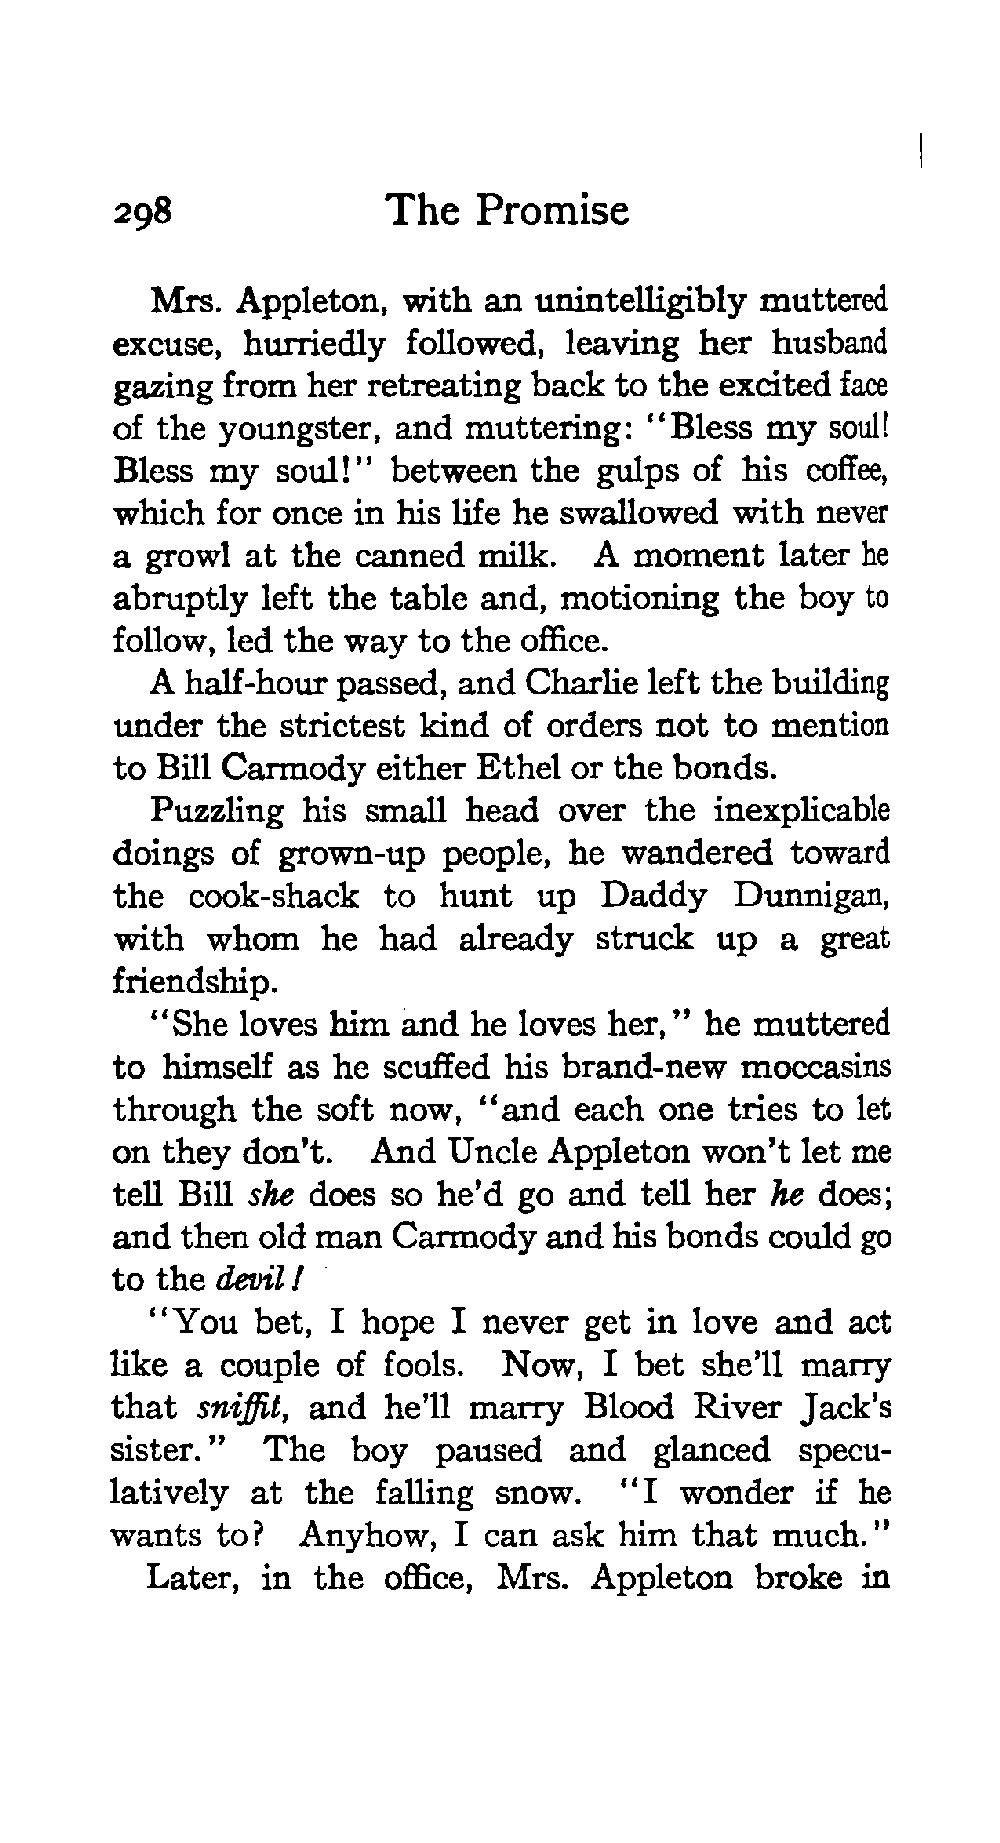 298 The Promise
Mrs. Appleton, with an unintelligibly muttered
excuse, hurriedly followed, leaving her husband
gazing from her retreating back to the excited face
of the youngster, and muttering: "Bless my soul!
Bless my soul!" between the gulps of his coffee,
which for once in his life he swallowed with never
a growl at the canned milk. A moment later he
abruptly left the table and, motioning the boy to
follow, led the way to the office.
A half-hour passed, and Charlie left the building
under the strictest kind of orders not to mention
to Bill Carmody either Ethel or the bonds.
Puzzling his small head over the inexplicable
doings of grown-up people, he wandered toward
the cook-shack to hunt up Daddy Dunnigan,
with whom he had already struck up a great
friendship.
"She loves him and he loves her," he muttered
to himself as he scuffed his brand-new moccasins
through the soft now, "and each one tries to let
on they don't. And Uncle Appleton won't let me
tell Bill she does so he'd go and tell her he does;
and then old man Carmody and his bonds could go
to the devil!
"You bet, I hope I never get in love and act
like a couple of fools. Now, I bet she'll marry
that sniffit, and he'll marry Blood River Jack's
sister." The boy paused and glanced specu-
latively at the falling snow. "I wonder if he
wants to? Anyhow, I can ask him that much."
Later, in the office, Mrs. Appleton broke in